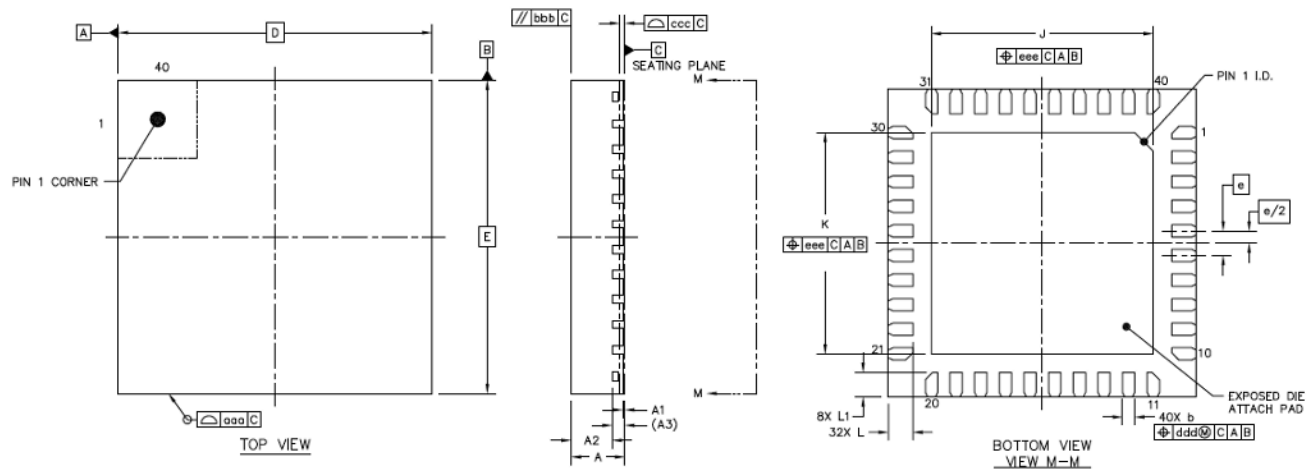 A
D
B
40
1
PIN 1 CORNER
E
⌓ aaa C
TOP VIEW
// bbb C
⌓ ccc C
C
SEATING PLANE
M
M
A1
(A3)
A2
A
J
⌖ eee C A B
31
40
PIN 1 I.D.
30
1
e
e/2
K
⌖ eee C A B
21
10
20
11
8X L1
32X L
40X b
⌖ ddd Ⓜ C A B
EXPOSED DIE
ATTACH PAD
BOTTOM VIEW
VIEW M-M